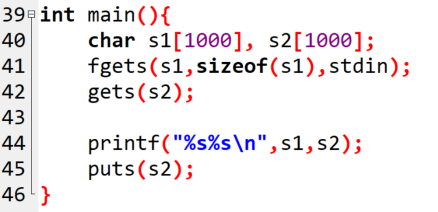 39 int main(){
40 char s1[1000], s2[1000];
41 fgets(s1,sizeof(s1),stdin);
42 gets(s2);
43
44 printf("%s%s\n",s1,s2);
45 puts(s2);
46 }